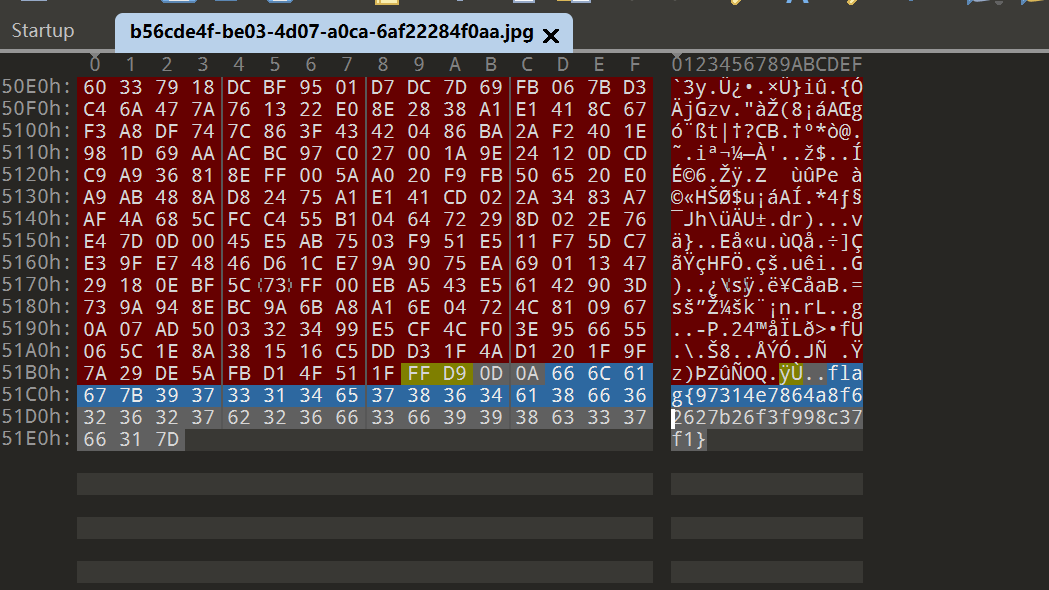 Startup
b56cde4f-be03-4d07-a0ca-6af22284f0aa.jpg
0 1 2 3 4 5 6 7 8 9 A B C D E F 0123456789ABCDEF
50E0h: 60 33 79 18 DC BF 95 01 D7 DC 7D 69 FB 06 7B D3 `3y.Ü¿•.×Ü}iû.{Ó
50F0h: C4 6A 47 7A 76 13 22 E0 8E 28 38 A1 E1 41 8C 67 ÄjGzv."àŽ(8¡áAŒg
5100h: F3 A8 DF 74 7C 86 3F 43 42 04 86 BA 2A F2 40 1E ó¨ßt|†?CB.†º*ò@.
5110h: 98 1D 69 AA AC BC 97 C0 27 00 1A 9E 24 12 0D CD ˜.iª¬¼—À'..ž$..Í
5120h: C9 A9 36 81 8E FF 00 5A A0 20 F9 FB 50 65 20 E0 É©6.Žÿ.Z  ùûPe à
5130h: A9 AB 48 8A D8 24 75 A1 E1 41 CD 02 2A 34 83 A7 ©«HŠØ$u¡áAÍ.*4ƒ§
5140h: AF 4A 68 5C FC C4 55 B1 04 64 72 29 8D 02 2E 76 ¯Jh\üÄU±.dr)...v
5150h: E4 7D 0D 00 45 E5 AB 75 03 F9 51 E5 11 F7 5D C7 ä}..Eå«u.ùQå.÷]Ç
5160h: E3 9F E7 48 46 D6 1C E7 9A 90 75 EA 69 01 13 47 ãŸçHFÖ.çš.uêi..G
5170h: 29 18 0E BF 5C 73 FF 00 EB A5 43 E5 61 42 90 3D )..¿\sÿ.ë¥CåaB.=
5180h: 73 9A 94 8E BC 9A 6B A8 A1 6E 04 72 4C 81 09 67 sš”Ž¼šk¨¡n.rL..g
5190h: 0A 07 AD 50 03 32 34 99 E5 CF 4C F0 3E 95 66 55 ..-P.24™åÏLð>•fU
51A0h: 06 5C 1E 8A 38 15 16 C5 DD D3 1F 4A D1 20 1F 9F .\.Š8..ÅÝÓ.JÑ .Ÿ
51B0h: 7A 29 DE 5A FB D1 4F 51 1F FF D9 0D 0A 66 6C 61 z)ÞZûÑOQ.ÿÙ..fla
51C0h: 67 7B 39 37 33 31 34 65 37 38 36 34 61 38 66 36 g{97314e7864a8f6
51D0h: 32 36 32 37 62 32 36 66 33 66 39 39 38 63 33 37 2627b26f3f998c37
51E0h: 66 31 7D f1}